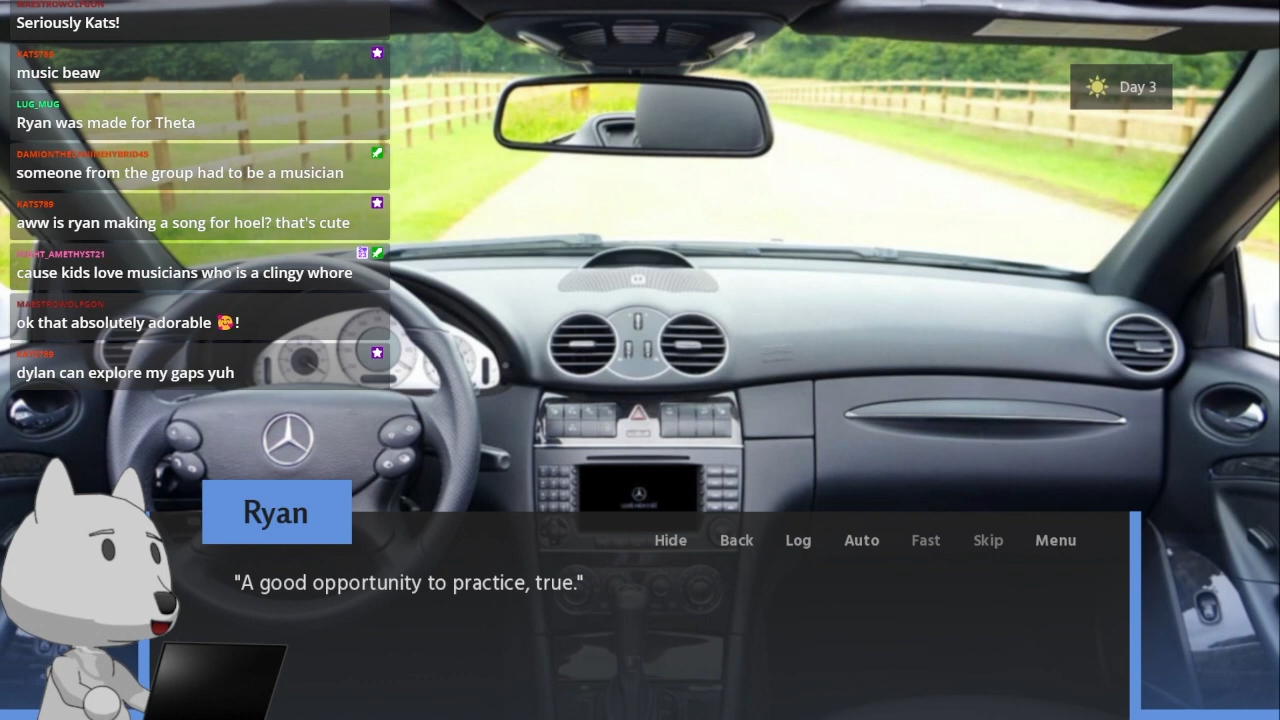 MAESTROWOLFGON
Seriously Kats!
KATS789
music beaw
LUG_MUG
Ryan was made for Theta
someone from the group had to be a musician
KATS789
aww is ryan making a song for hoel? that's cute
cause kids love musicians who is a clingy whore
MAESTROWOLFGON
ok that absolutely adorable 🥰!
KATS789
dylan can explore my gaps yuh
Day 3
Ryan
Hide Back Log Auto Fast Skip Menu
"A good opportunity to practice, true."